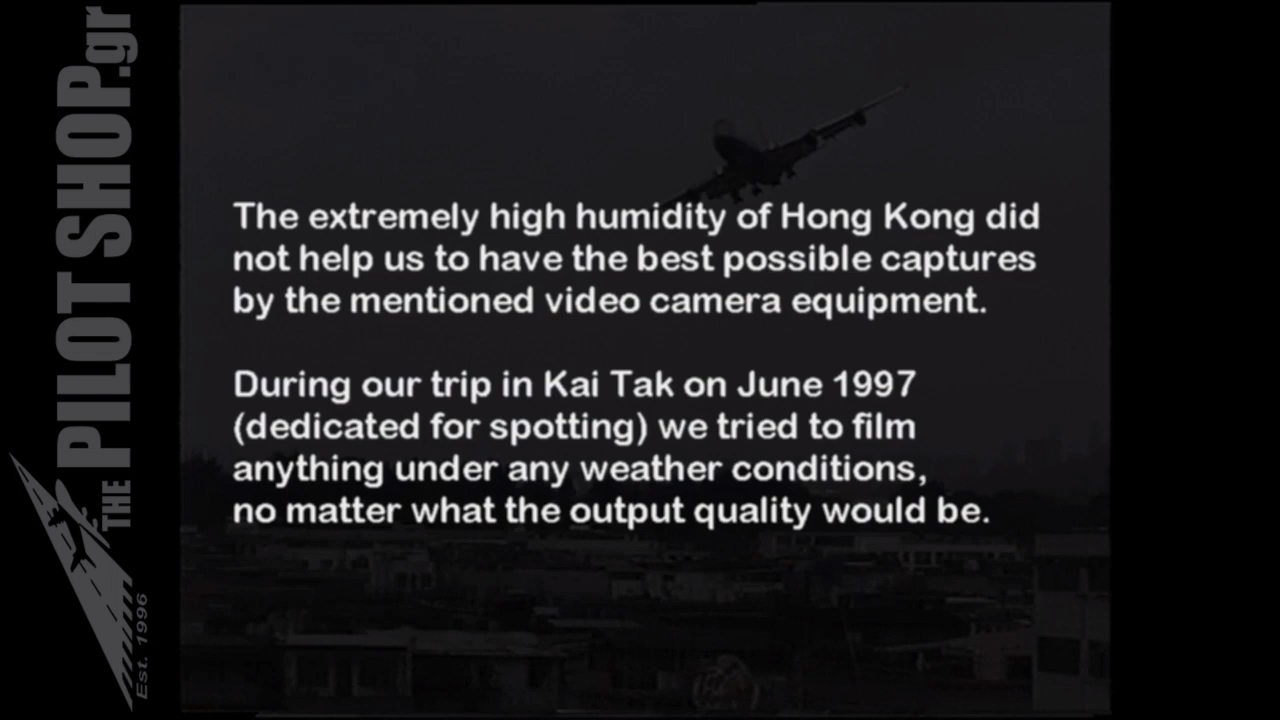 The extremely high humidity of Hong Kong did
not help us to have the best possible captures
by the mentioned video camera equipment.
During our trip in Kai Tak on June 1997
(dedicated for spotting) we tried to film
anything under any weather conditions,
no matter what the output quality would be.
THE PILOT SHOP.gr
Est. 1996